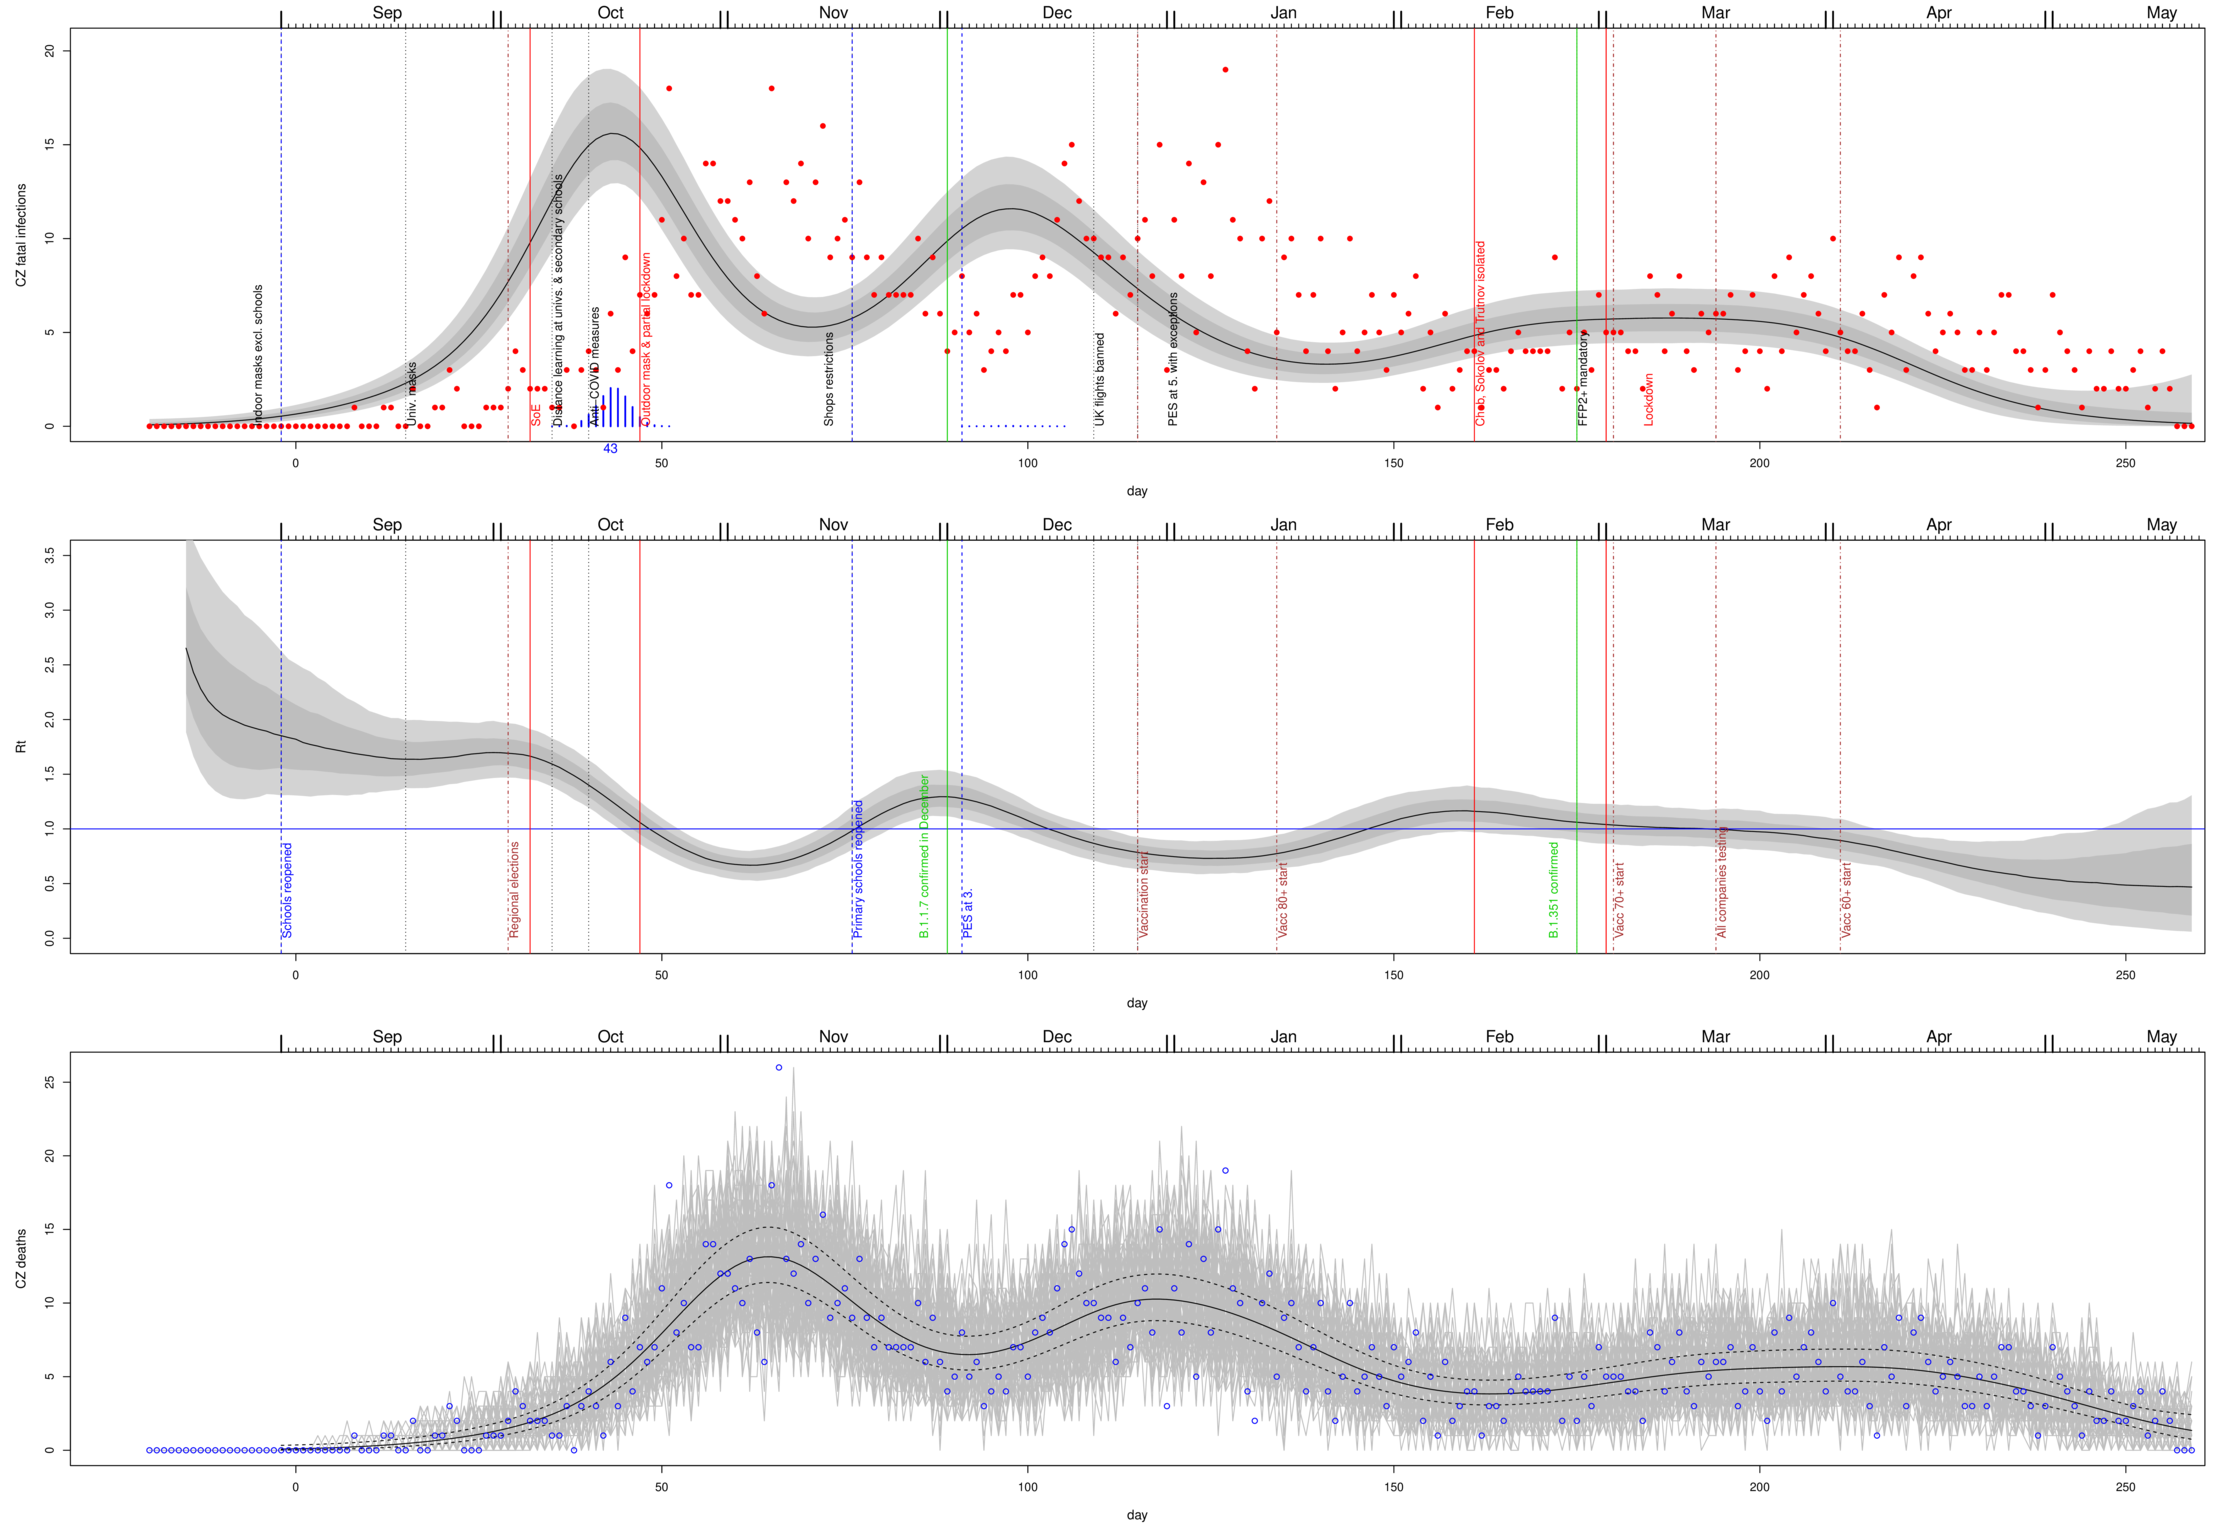 Sep Oct Nov Dec Jan Feb Mar Apr May
CZ fatal infections
20
15
10
5
0
Indoor masks excl. schools
Univ. masks
SoE
Distance learning at univs. & secondary schools
Anti-COVID measures
Outdoor mask & partial lockdown
Shops restrictions
UK flights banned
PES at 5. with exceptions
Cheb, Sokolov and Trutnov isolated
FFP2+ mandatory
Lockdown
43
0 50 100 150 200 250
day
Sep Oct Nov Dec Jan Feb Mar Apr May
Rt
3.5
3.0
2.5
2.0
1.5
1.0
0.5
0.0
Schools reopened
Regional elections
Primary schools reopened
B.1.1.7 confirmed in December
PES at 3.
Vaccination start
Vacc 80+ start
B.1.351 confirmed
Vacc 70+ start
All companies testing
Vacc 60+ start
0 50 100 150 200 250
day
Sep Oct Nov Dec Jan Feb Mar Apr May
CZ deaths
25
20
15
10
5
0
0 50 100 150 200 250
day